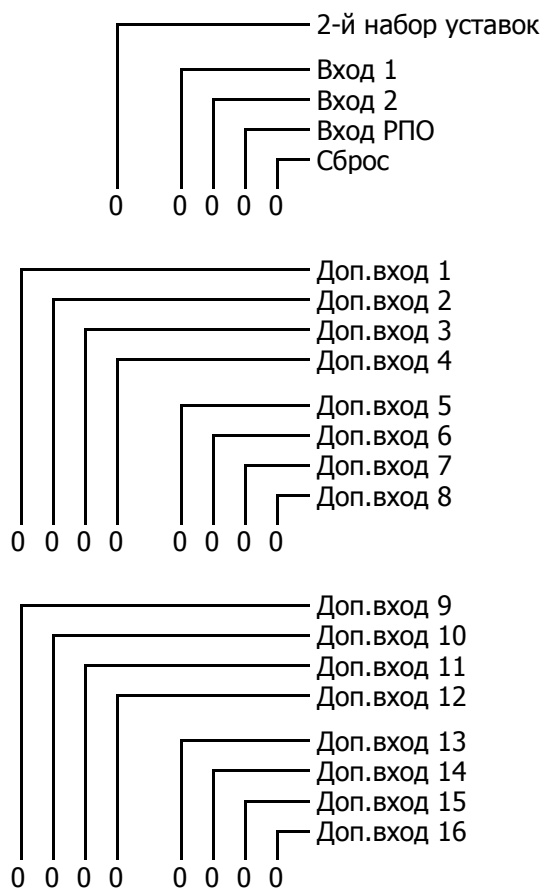 2-й набор уставок
Вход 1
Вход 2
Вход РПО
Сброс
0 0 0 0 0
Доп.вход 1
Доп.вход 2
Доп.вход 3
Доп.вход 4
Доп.вход 5
Доп.вход 6
Доп.вход 7
Доп.вход 8
0 0 0 0 0 0 0 0
Доп.вход 9
Доп.вход 10
Доп.вход 11
Доп.вход 12
Доп.вход 13
Доп.вход 14
Доп.вход 15
Доп.вход 16
0 0 0 0 0 0 0 0